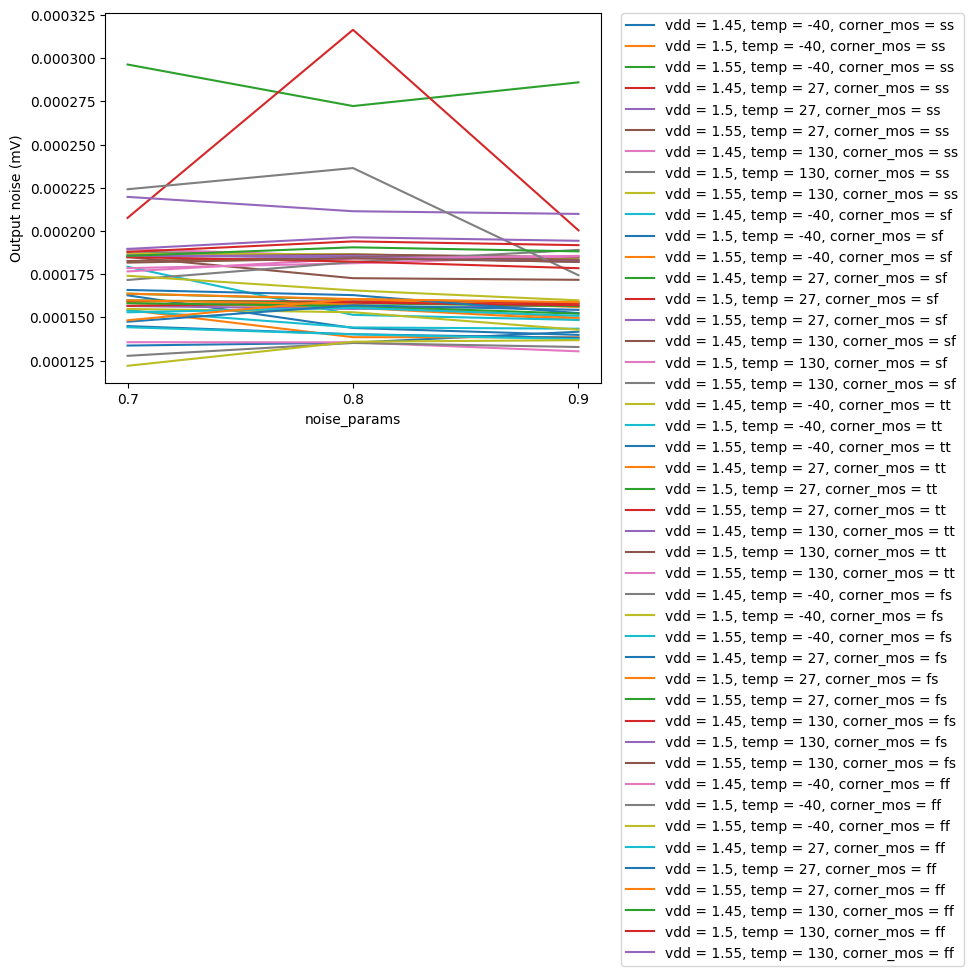 Output noise (mV)
0.000325
0.000300
0.000275
0.000250
0.000225
0.000200
0.000175
0.000150
0.000125
0.7
0.8
0.9
noise_params
vdd = 1.45, temp = -40, corner_mos = ss
vdd = 1.5, temp = -40, corner_mos = ss
vdd = 1.55, temp = -40, corner_mos = ss
vdd = 1.45, temp = 27, corner_mos = ss
vdd = 1.5, temp = 27, corner_mos = ss
vdd = 1.55, temp = 27, corner_mos = ss
vdd = 1.45, temp = 130, corner_mos = ss
vdd = 1.5, temp = 130, corner_mos = ss
vdd = 1.55, temp = 130, corner_mos = ss
vdd = 1.45, temp = -40, corner_mos = sf
vdd = 1.5, temp = -40, corner_mos = sf
vdd = 1.55, temp = -40, corner_mos = sf
vdd = 1.45, temp = 27, corner_mos = sf
vdd = 1.5, temp = 27, corner_mos = sf
vdd = 1.55, temp = 27, corner_mos = sf
vdd = 1.45, temp = 130, corner_mos = sf
vdd = 1.5, temp = 130, corner_mos = sf
vdd = 1.55, temp = 130, corner_mos = sf
vdd = 1.45, temp = -40, corner_mos = tt
vdd = 1.5, temp = -40, corner_mos = tt
vdd = 1.55, temp = -40, corner_mos = tt
vdd = 1.45, temp = 27, corner_mos = tt
vdd = 1.5, temp = 27, corner_mos = tt
vdd = 1.55, temp = 27, corner_mos = tt
vdd = 1.45, temp = 130, corner_mos = tt
vdd = 1.5, temp = 130, corner_mos = tt
vdd = 1.55, temp = 130, corner_mos = tt
vdd = 1.45, temp = -40, corner_mos = fs
vdd = 1.5, temp = -40, corner_mos = fs
vdd = 1.55, temp = -40, corner_mos = fs
vdd = 1.45, temp = 27, corner_mos = fs
vdd = 1.5, temp = 27, corner_mos = fs
vdd = 1.55, temp = 27, corner_mos = fs
vdd = 1.45, temp = 130, corner_mos = fs
vdd = 1.5, temp = 130, corner_mos = fs
vdd = 1.55, temp = 130, corner_mos = fs
vdd = 1.45, temp = -40, corner_mos = ff
vdd = 1.5, temp = -40, corner_mos = ff
vdd = 1.55, temp = -40, corner_mos = ff
vdd = 1.45, temp = 27, corner_mos = ff
vdd = 1.5, temp = 27, corner_mos = ff
vdd = 1.55, temp = 27, corner_mos = ff
vdd = 1.45, temp = 130, corner_mos = ff
vdd = 1.5, temp = 130, corner_mos = ff
vdd = 1.55, temp = 130, corner_mos = ff